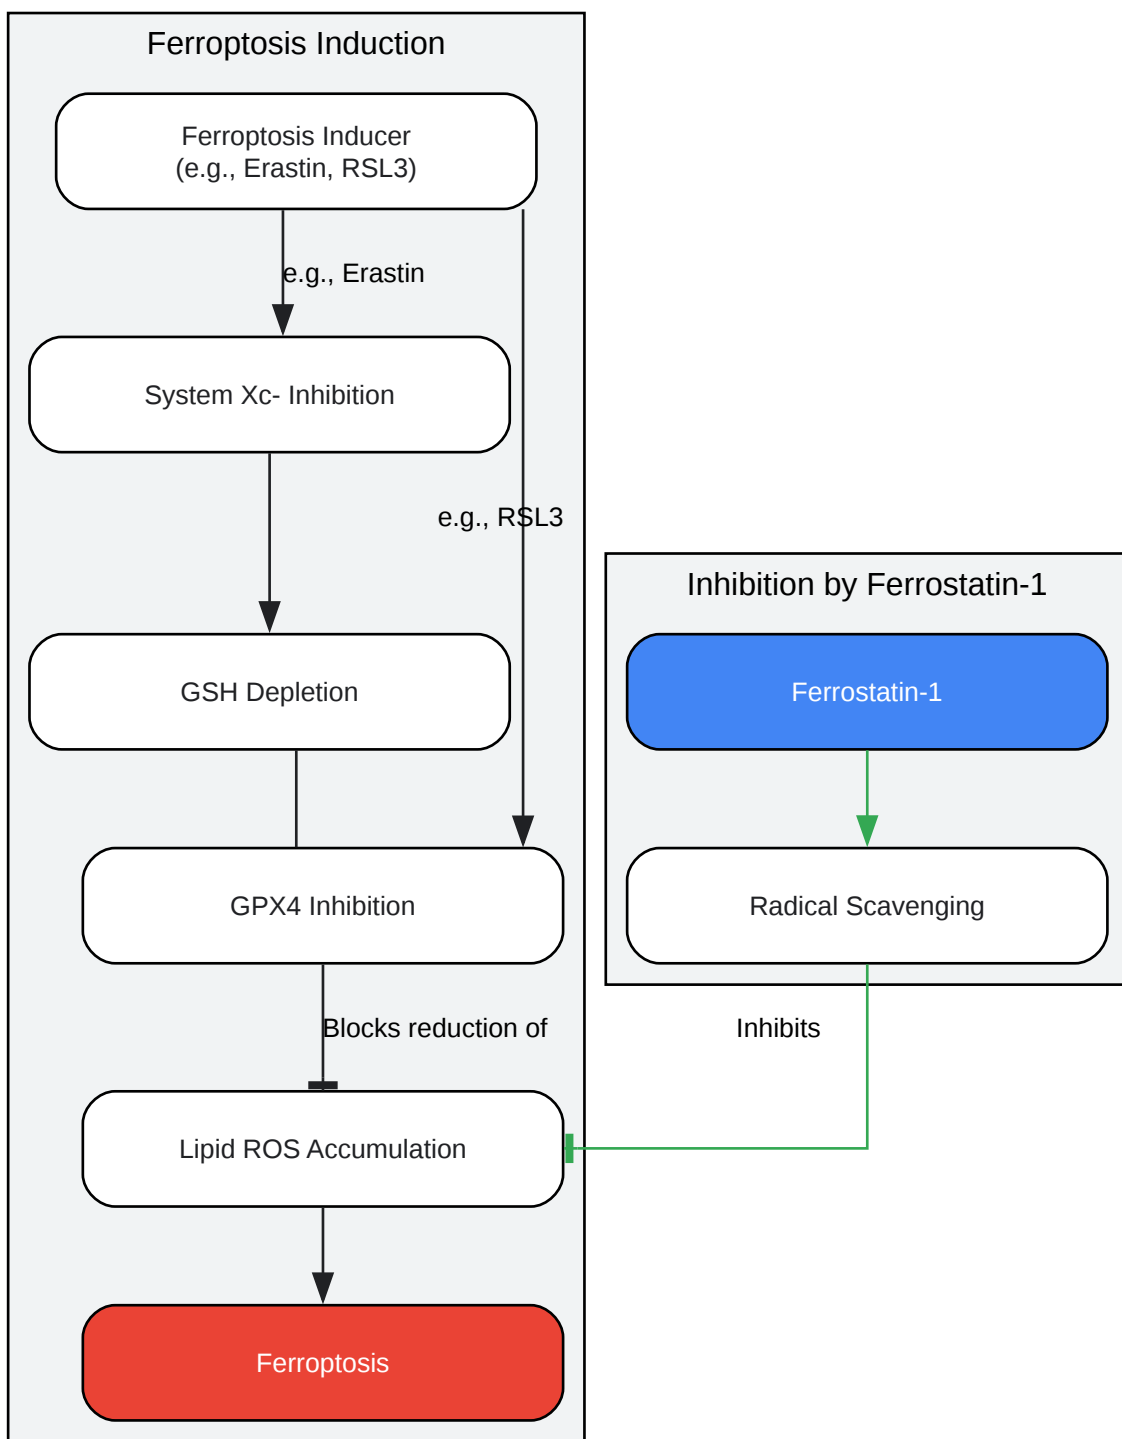 Ferroptosis Induction
Ferroptosis Inducer
(e.g., Erastin, RSL3)
e.g., Erastin
System Xc- Inhibition
e.g., RSL3
GSH Depletion
GPX4 Inhibition
Blocks reduction of
Lipid ROS Accumulation
Ferroptosis
Inhibition by Ferrostatin-1
Ferrostatin-1
Radical Scavenging
Inhibits